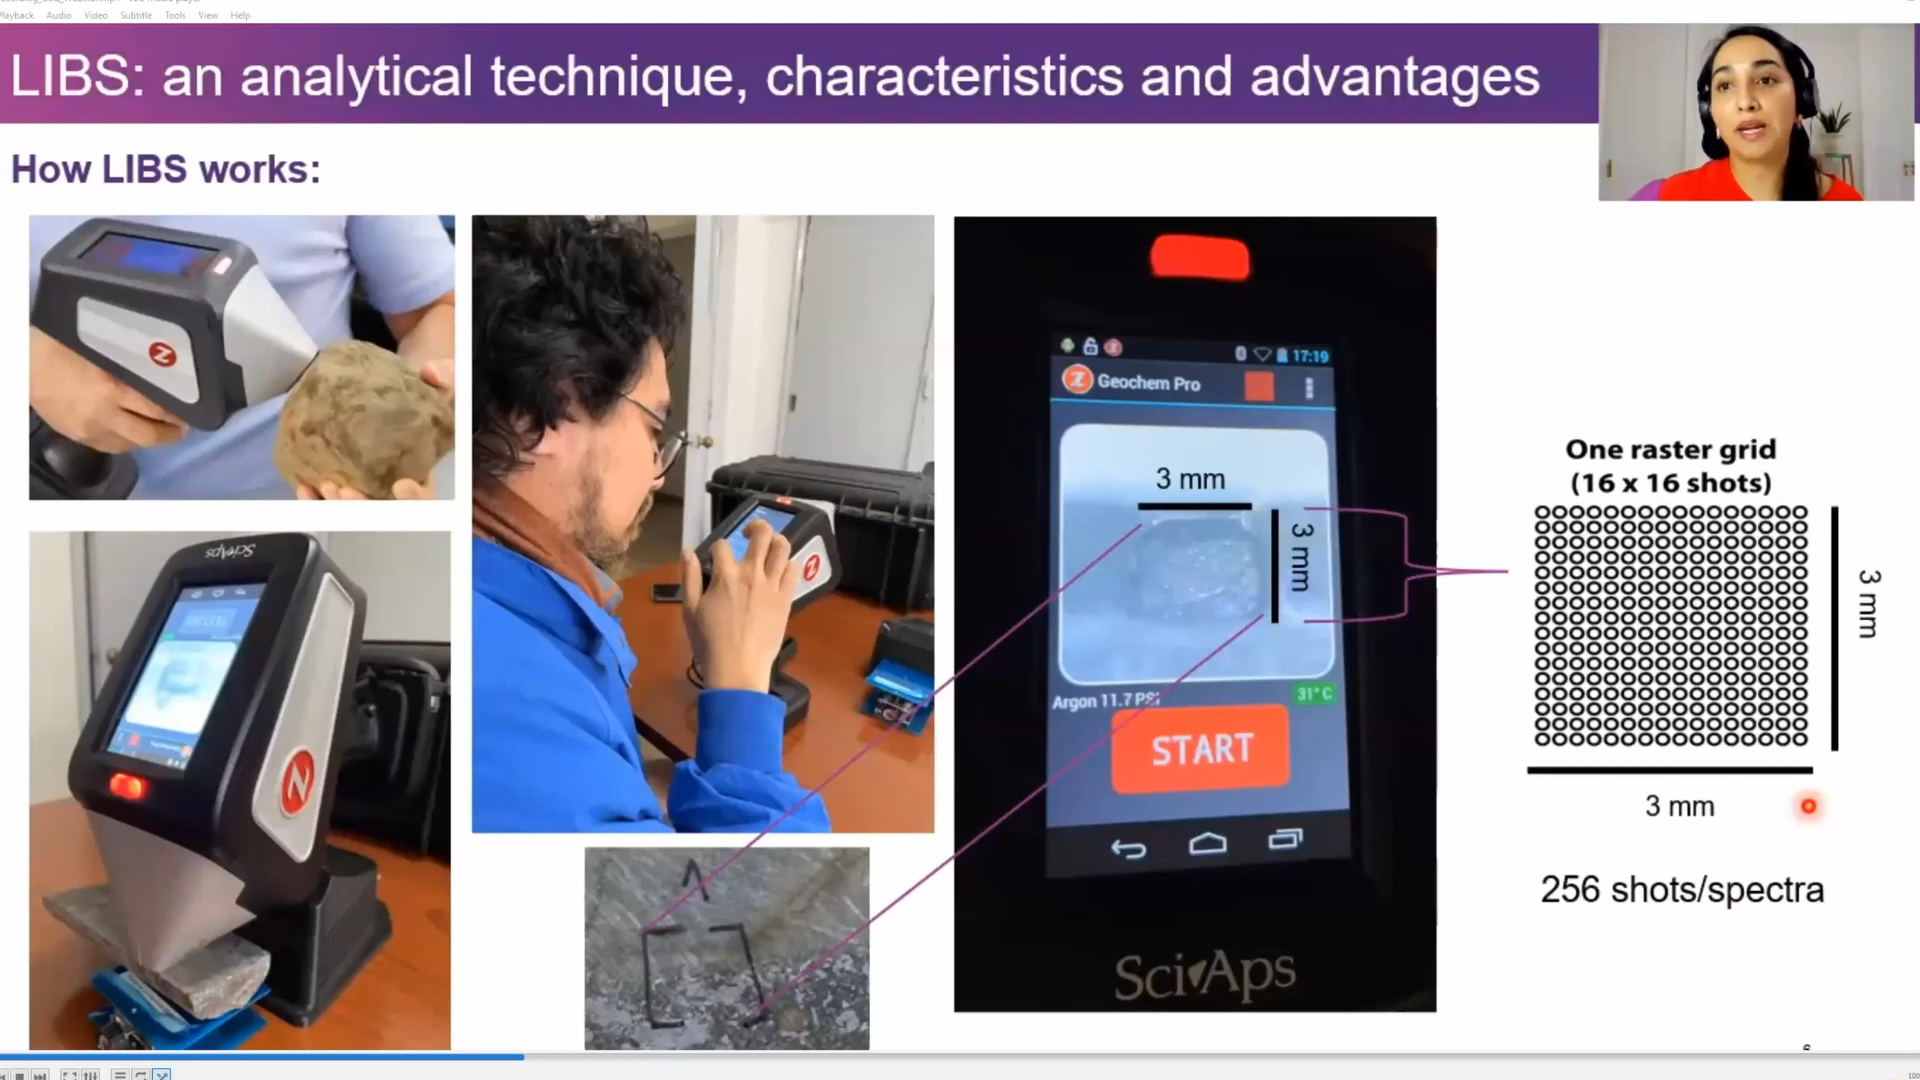 Playback Audio Video Subtitle Tools View Help
LIBS: an analytical technique, characteristics and advantages
How LIBS works:
Z
SciAps
Z
Z
17:19
Z Geochem Pro
3 mm
3 mm
Argon 11.7 PSI
31° C
START
SciAps
One raster grid
(16 x 16 shots)
3 mm
3 mm
256 shots/spectra